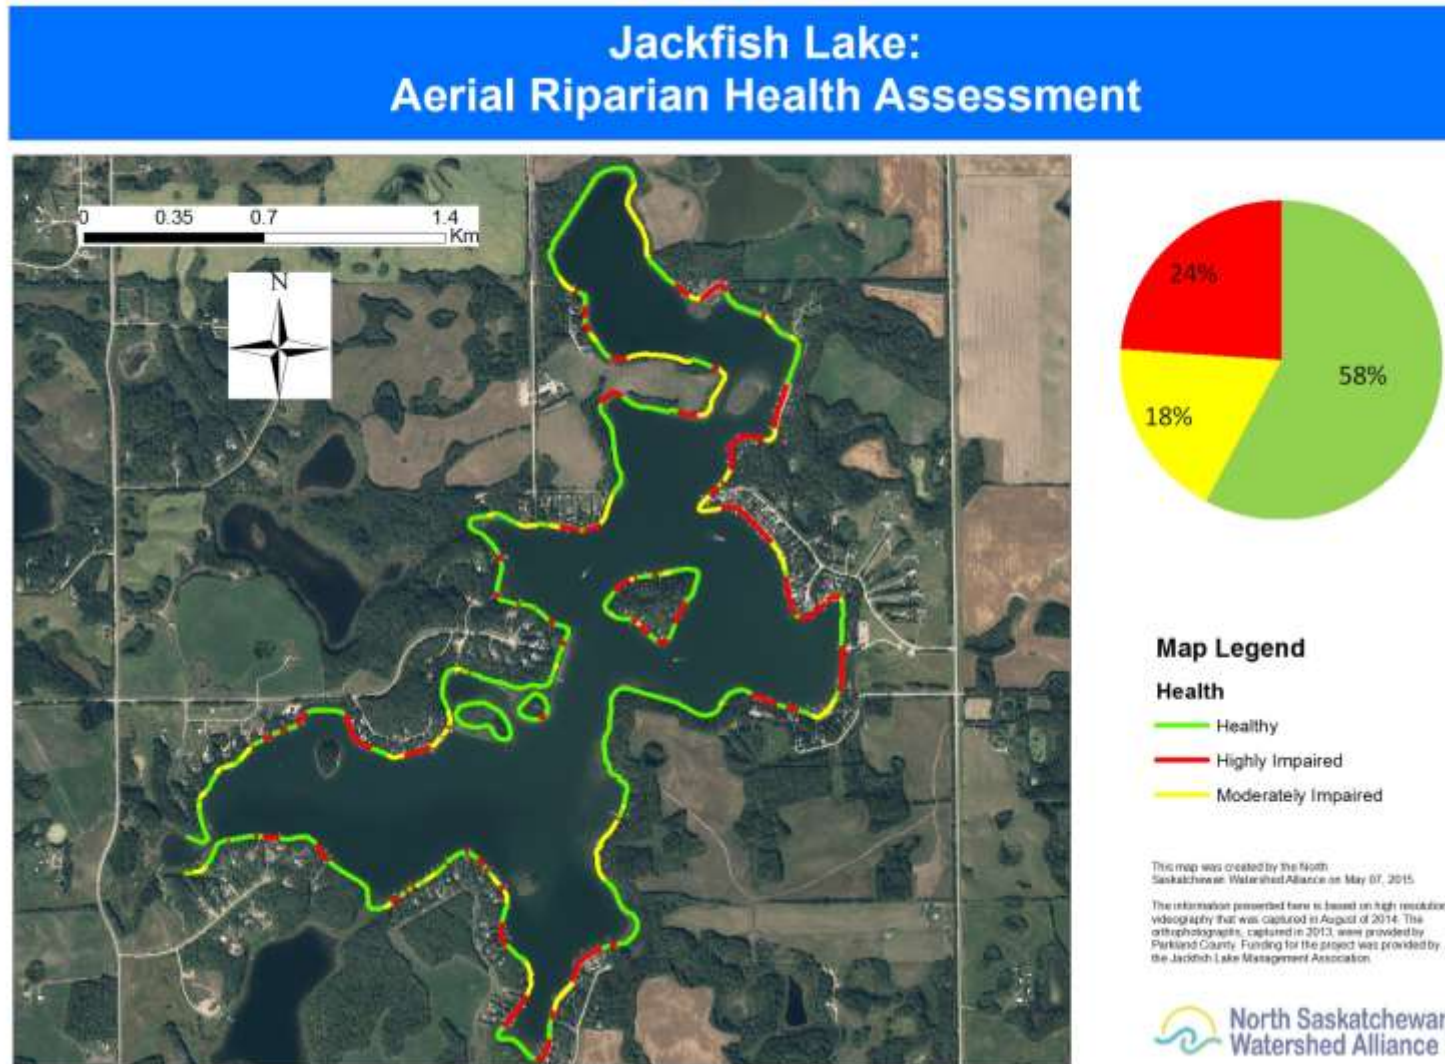 Jackfish Lake:
Aerial Riparian Health Assessment
0 0.35 0.7 1.4
Km
N
24%
58%
18%
Map Legend
Health
Healthy
Highly Impaired
Moderately Impaired
This map was created by the North
Saskatchewan Watershed Alliance on May 07, 2015.
The information presented here is based on high resolution
videography that was captured in August of 2014. The
orthophotographs, captured in 2013, were provided by
Parkland County. Funding for the project was provided by
the Jackfish Lake Management Association.
North Saskatchewan
Watershed Alliance